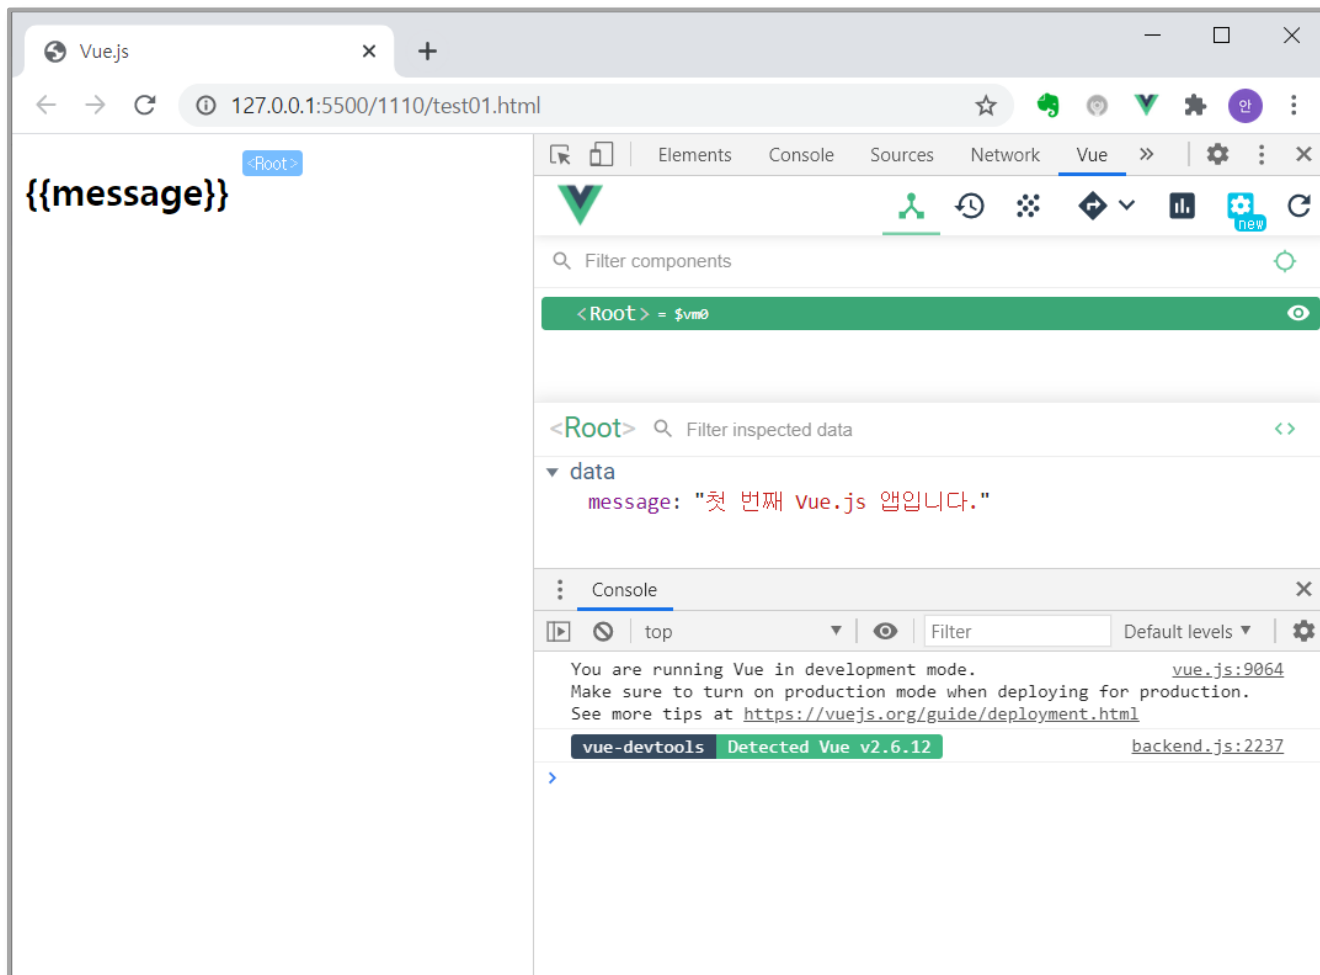 Vue.js
127.0.0.1:5500/1110/test01.html
안
{{message}}
<Root>
Elements Console Sources Network Vue
new
Filter components
<Root> = $vm0
<Root> Filter inspected data
data
message: "첫 번째 Vue.js 앱입니다."
Console
top Filter Default levels
You are running Vue in development mode. vue.js:9064
Make sure to turn on production mode when deploying for production.
See more tips at https://vuejs.org/guide/deployment.html
vue-devtools Detected Vue v2.6.12 backend.js:2237